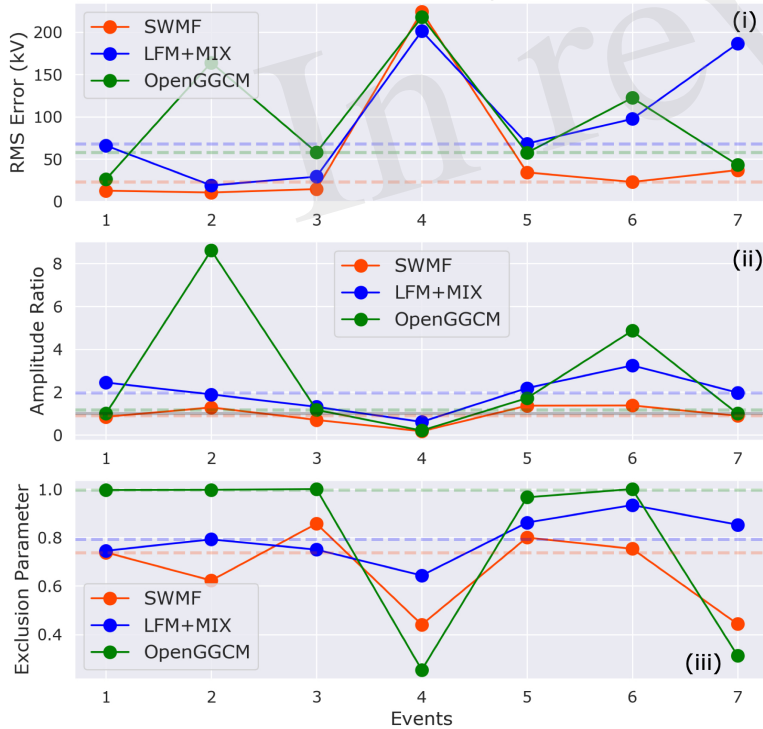 In rev
(i)
SWMF
LFM+MIX
OpenGGCM
RMS Error (kV)
200
150
100
50
0
1 2 3 4 5 6 7
(ii)
SWMF
LFM+MIX
OpenGGCM
Amplitude Ratio
8
6
4
2
0
1 2 3 4 5 6 7
Exclusion Parameter
1.0
0.8
0.6
0.4
SWMF
LFM+MIX
OpenGGCM
(iii)
1 2 3 4 5 6 7
Events